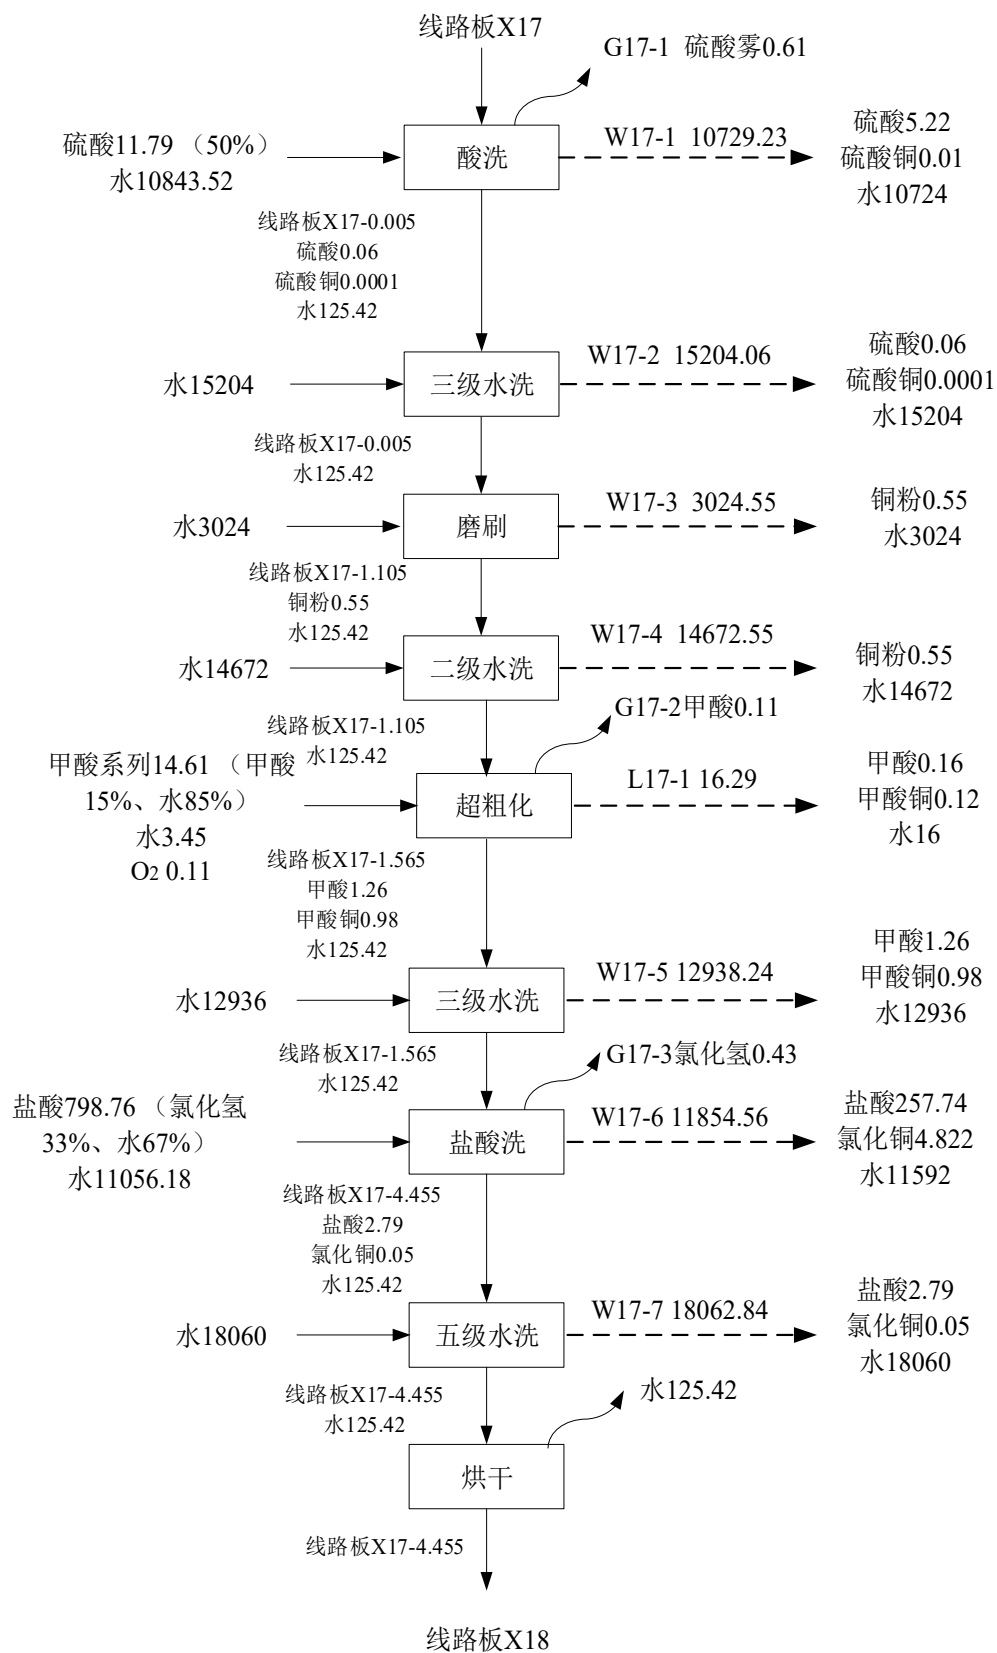 线路板X17
G17-1 硫酸雾0.61
硫酸11.79 （50%）
水10843.52
酸洗
W17-1 10729.23
硫酸5.22
硫酸铜0.01
水10724
线路板X17-0.005
硫酸0.06
硫酸铜0.0001
水125.42
水15204
三级水洗
W17-2 15204.06
硫酸0.06
硫酸铜0.0001
水15204
线路板X17-0.005
水125.42
水3024
磨刷
W17-3 3024.55
铜粉0.55
水3024
线路板X17-1.105
铜粉0.55
水125.42
水14672
二级水洗
W17-4 14672.55
铜粉0.55
水14672
线路板X17-1.105
水125.42
G17-2甲酸0.11
甲酸系列14.61 （甲酸
15%、水85%）
水3.45
O2 0.11
超粗化
L17-1 16.29
甲酸0.16
甲酸铜0.12
水16
线路板X17-1.565
甲酸1.26
甲酸铜0.98
水125.42
水12936
三级水洗
W17-5 12938.24
甲酸1.26
甲酸铜0.98
水12936
线路板X17-1.565
水125.42
G17-3氯化氢0.43
盐酸798.76 （氯化氢
33%、水67%）
水11056.18
盐酸洗
W17-6 11854.56
盐酸257.74
氯化铜4.822
水11592
线路板X17-4.455
盐酸2.79
氯化铜0.05
水125.42
水18060
五级水洗
W17-7 18062.84
盐酸2.79
氯化铜0.05
水18060
线路板X17-4.455
水125.42
水125.42
烘干
线路板X17-4.455
线路板X18